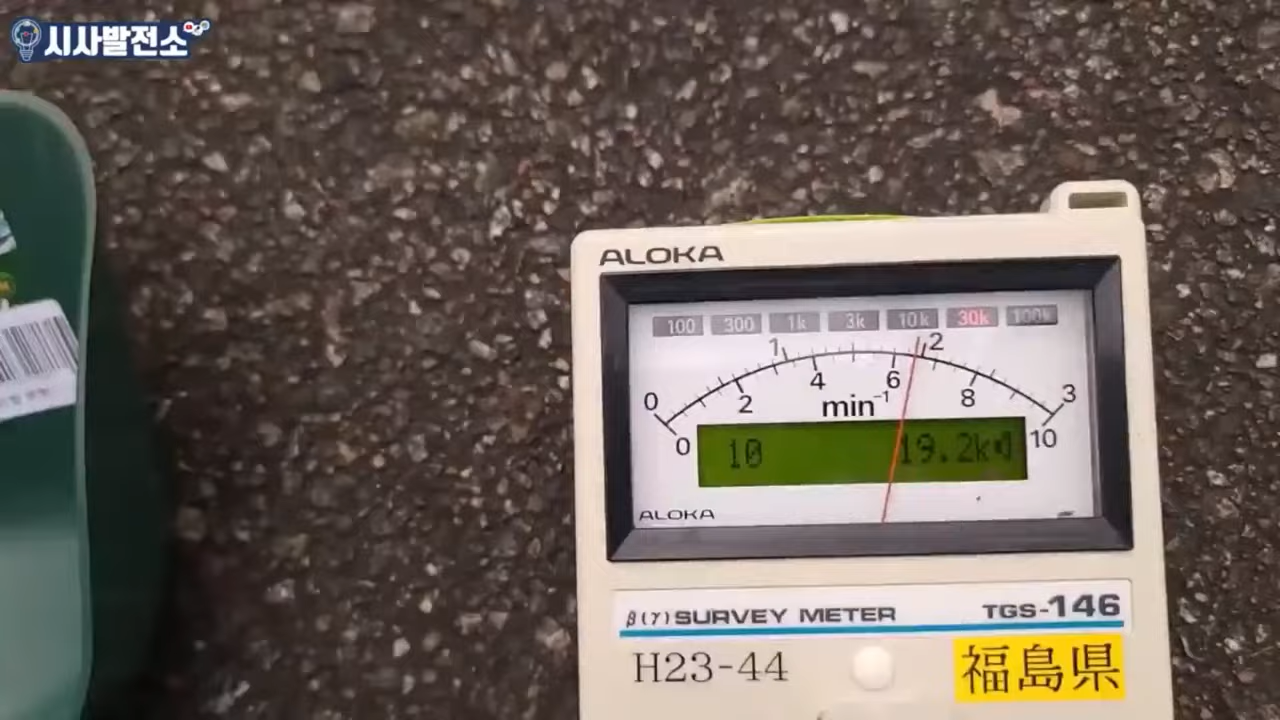 시사발전소
ALOKA
100 300 1k 3k 10k 30k 100k
1 2
0 3
4 6
2 8
min⁻¹
0 10
10 19.2k
ALOKA
β(γ) SURVEY METER TGS-146
H23-44 福島県